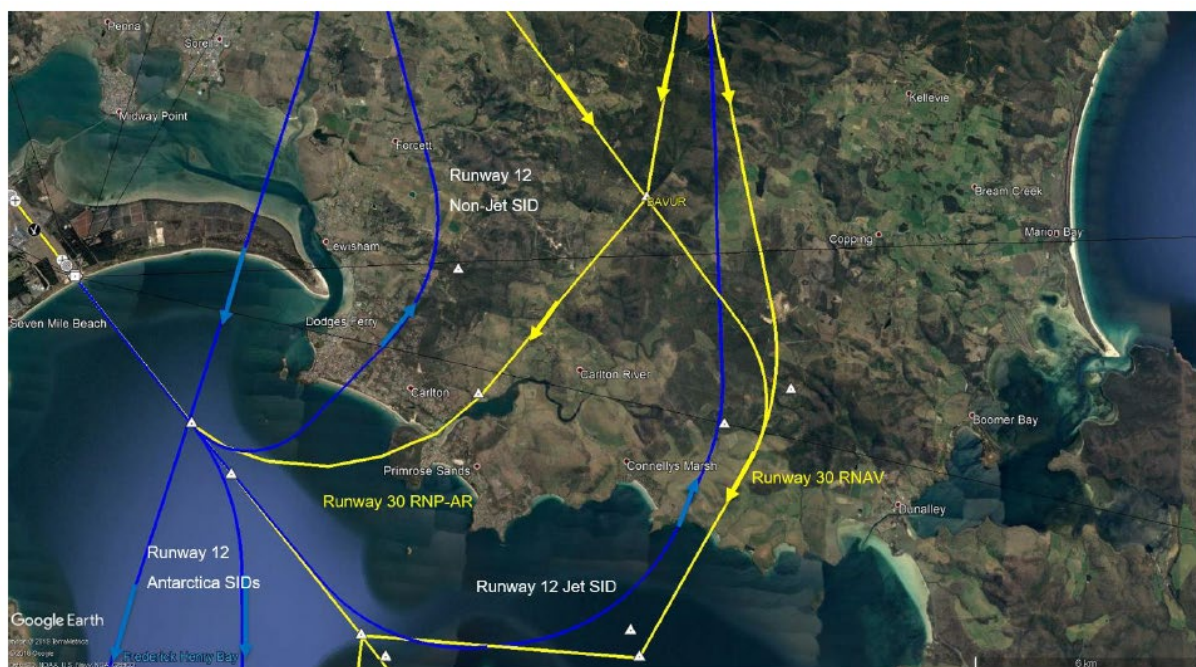 Penna
Sorell
Midway Point
Kellevie
Forcett
Runway 12
Non-Jet SID
Bream Creek
BAVUR
Lewisham
Copping
Marion Bay
Seven Mile Beach
Dodges Ferry
Carlton River
Carlton
Boomer Bay
Primrose Sands
Connellys Marsh
Runway 30 RNAV
Runway 30 RNP-AR
Dunalley
Runway 12
Antarctica SIDs
Runway 12 Jet SID
Google Earth
Frederick Henry Bay
6 km